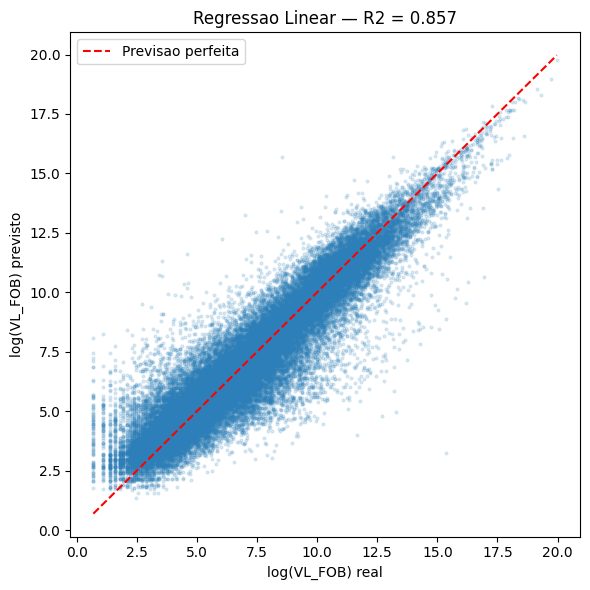 Regressao Linear — R2 = 0.857
Previsao perfeita
log(VL_FOB) previsto
20.0
17.5
15.0
12.5
10.0
7.5
5.0
2.5
0.0
0.0 2.5 5.0 7.5 10.0 12.5 15.0 17.5 20.0
log(VL_FOB) real